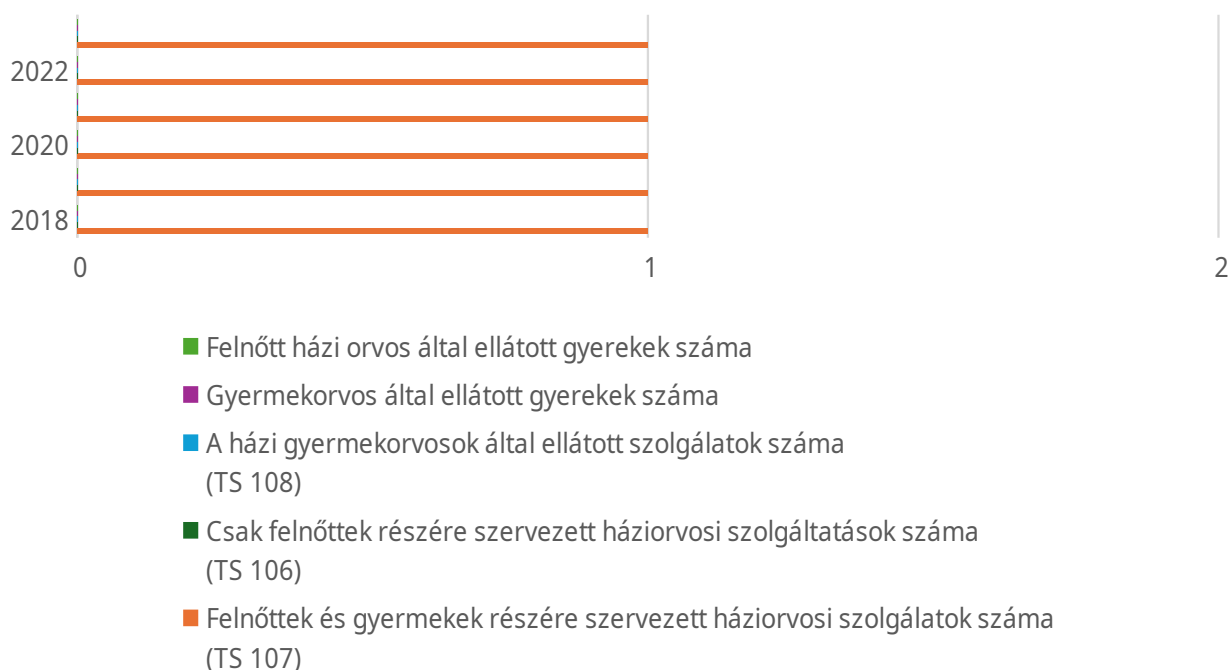 2022
2020
2018
0 1 2
Felnőtt házi orvos által ellátott gyerekek száma
Gyermekorvos által ellátott gyerekek száma
A házi gyermekorvosok által ellátott szolgálatok száma
(TS 108)
Csak felnőttek részére szervezett háziorvosi szolgáltatások száma
(TS 106)
Felnőttek és gyermekek részére szervezett háziorvosi szolgálatok száma
(TS 107)